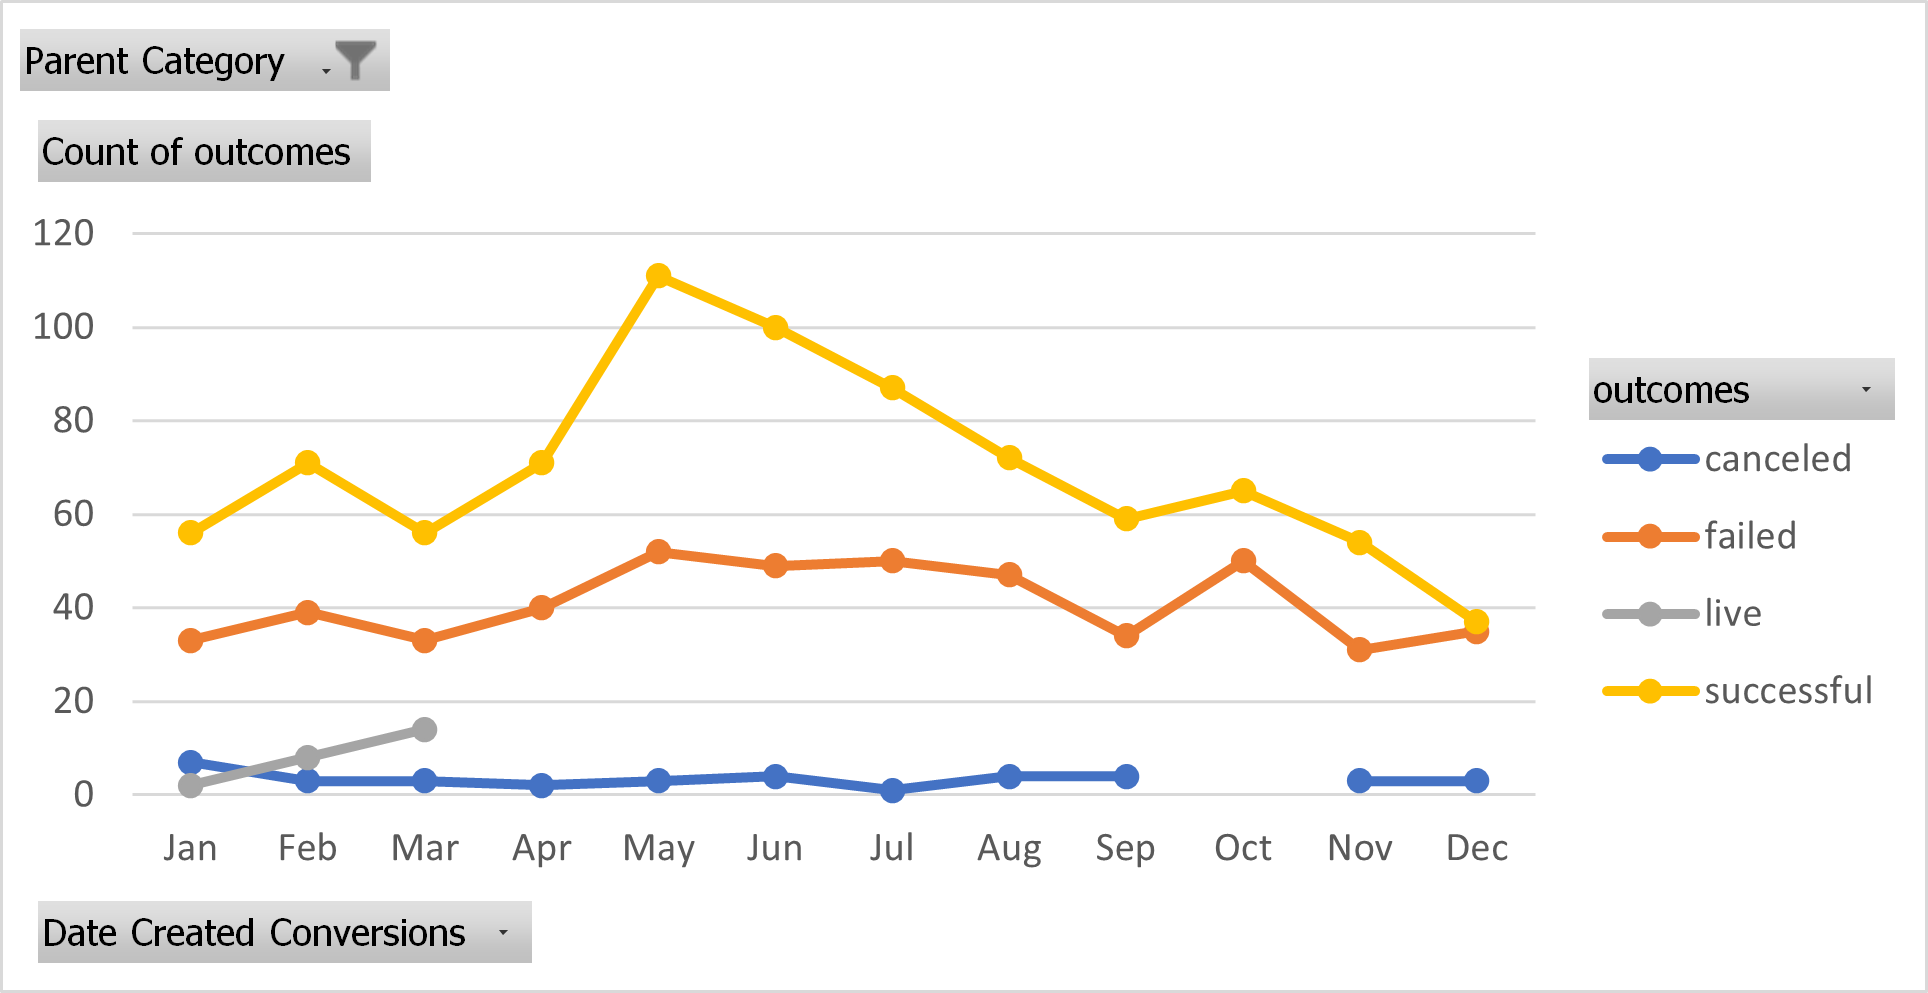 Parent Category
Count of outcomes
120
100
80
60
40
20
0
Jan Feb Mar Apr May Jun Jul Aug Sep Oct Nov Dec
outcomes
canceled
failed
live
successful
Date Created Conversions